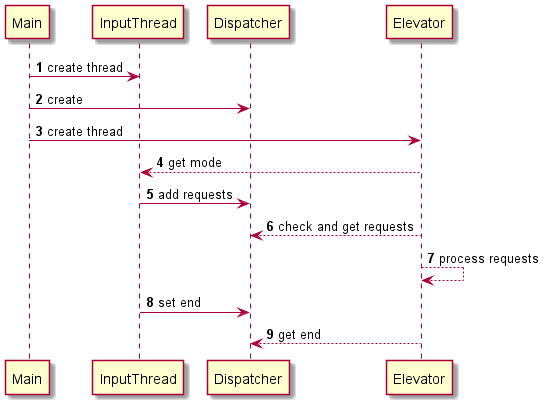 Main InputThread Dispatcher Elevator
1 create thread
2 create
3 create thread
4 get mode
5 add requests
6 check and get requests
7 process requests
8 set end
9 get end
Main InputThread Dispatcher Elevator